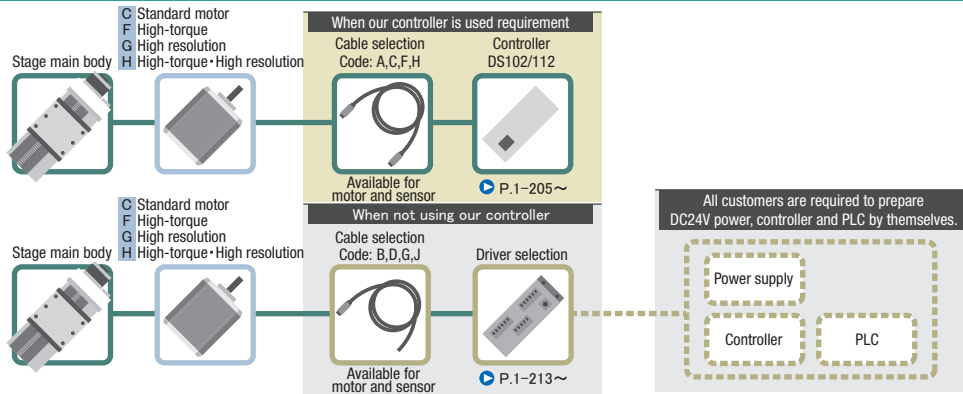 C Standard motor
F High-torque
G High resolution
H High-torque・High resolution
Stage main body
When our controller is used requirement
Cable selection
Code: A,C,F,H
Controller
DS102/112
Available for
motor and sensor
P.1-205～
C Standard motor
F High-torque
G High resolution
H High-torque・High resolution
Stage main body
When not using our controller
Cable selection
Code: B,D,G,J
Driver selection
Available for
motor and sensor
P.1-213～
All customers are required to prepare
DC24V power, controller and PLC by themselves.
Power supply
Controller
PLC